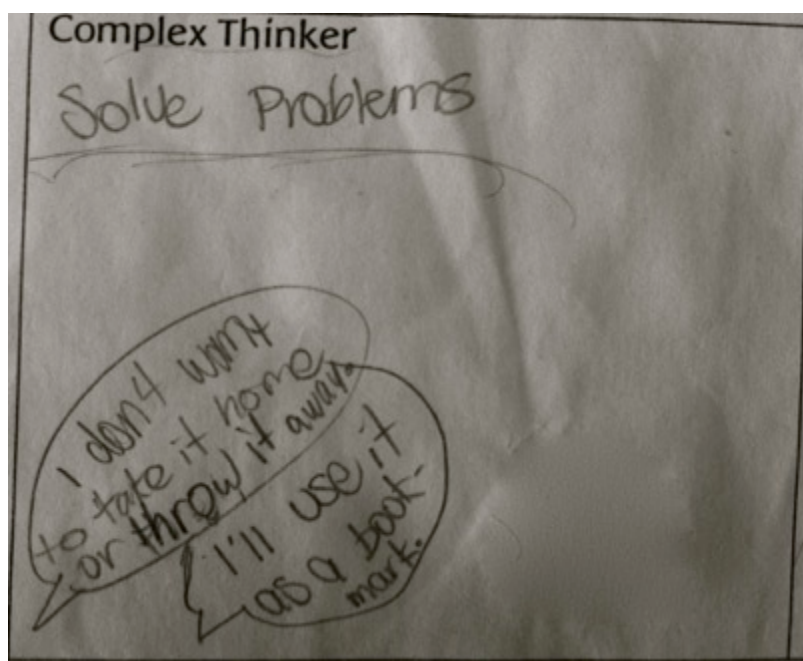 Complex Thinker
Solve Problems
I don't want
to take it home
or throw it away.
I'll use it
as a book-
mark.